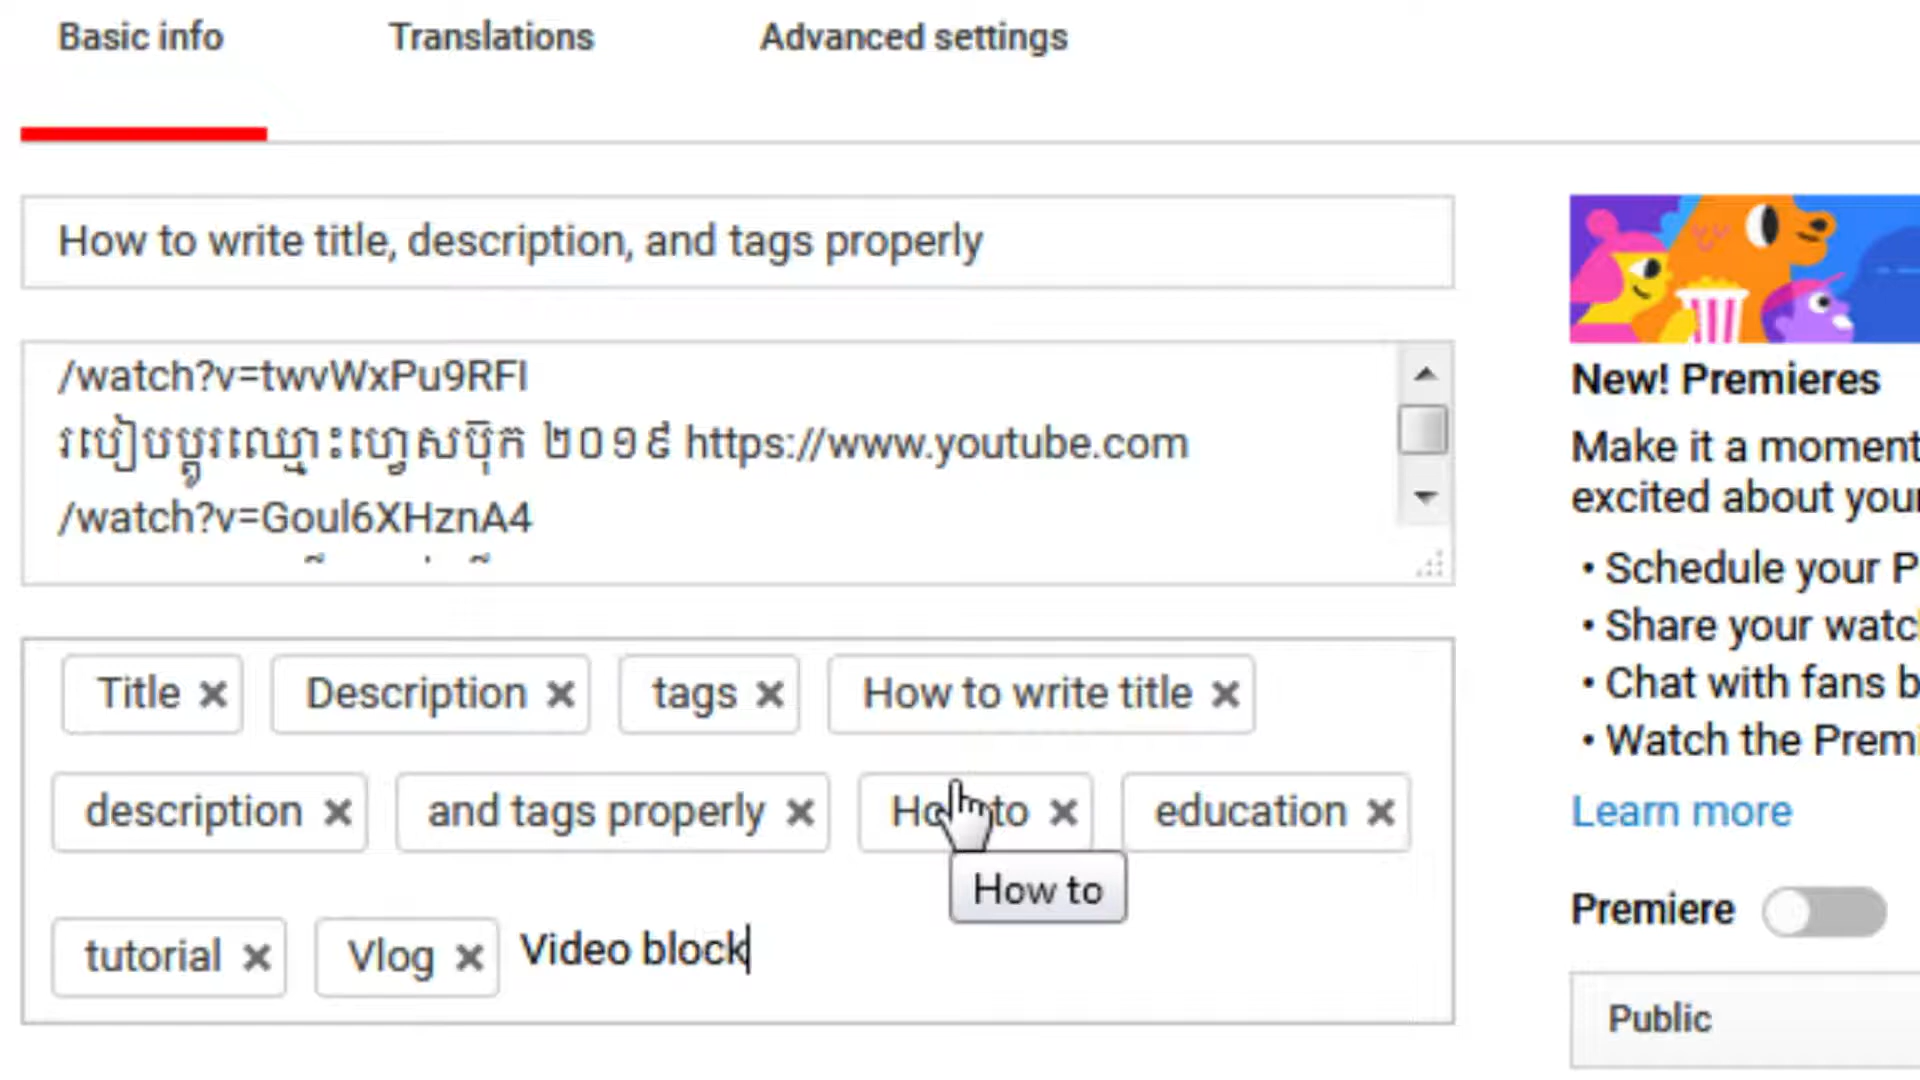 Basic info Translations Advanced settings
How to write title, description, and tags properly
/watch?v=twvWxPu9RFI
របៀបប្តូរឈ្មោះហ្វេសប៊ុក ២០១៩ https://www.youtube.com
/watch?v=Goul6XHznA4
Title Description tags How to write title
description and tags properly How to education
How to
tutorial Vlog Video block
New! Premieres
Make it a moment
excited about your
• Schedule your P
• Share your watch
• Chat with fans b
• Watch the Premi
Learn more
Premiere
Public